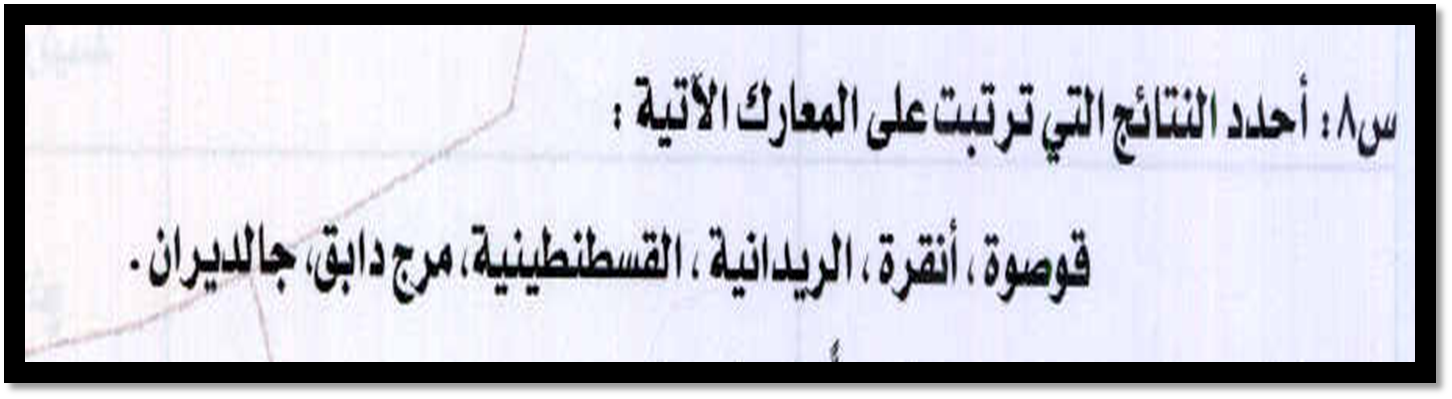 س٨: أحدد النتائج التي ترتبت على المعارك الآتية :
قوصوة ، أنقرة ، الريدانية ، القسطنطينية، مرج دابق، جالديران .